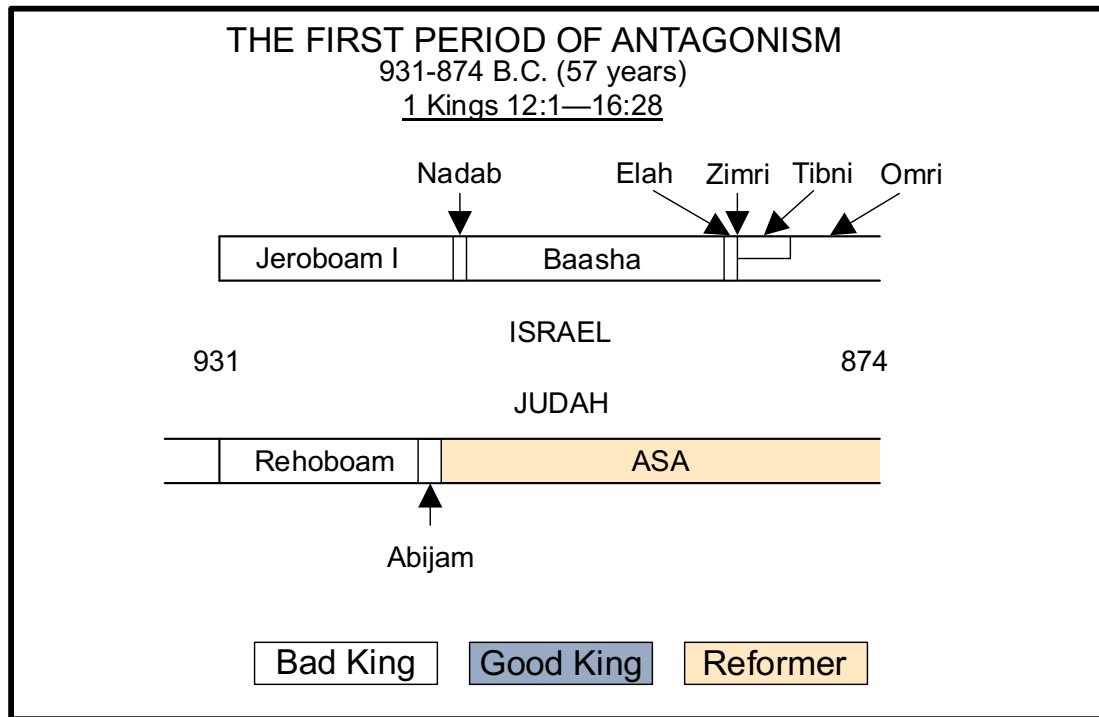 THE FIRST PERIOD OF ANTAGONISM
931-874 B.C. (57 years)
1 Kings 12:1—16:28
Nadab Elah Zimri Tibni Omri
Jeroboam I Baasha
ISRAEL
931 874
JUDAH
Rehoboam ASA
Abijam
Bad King Good King Reformer